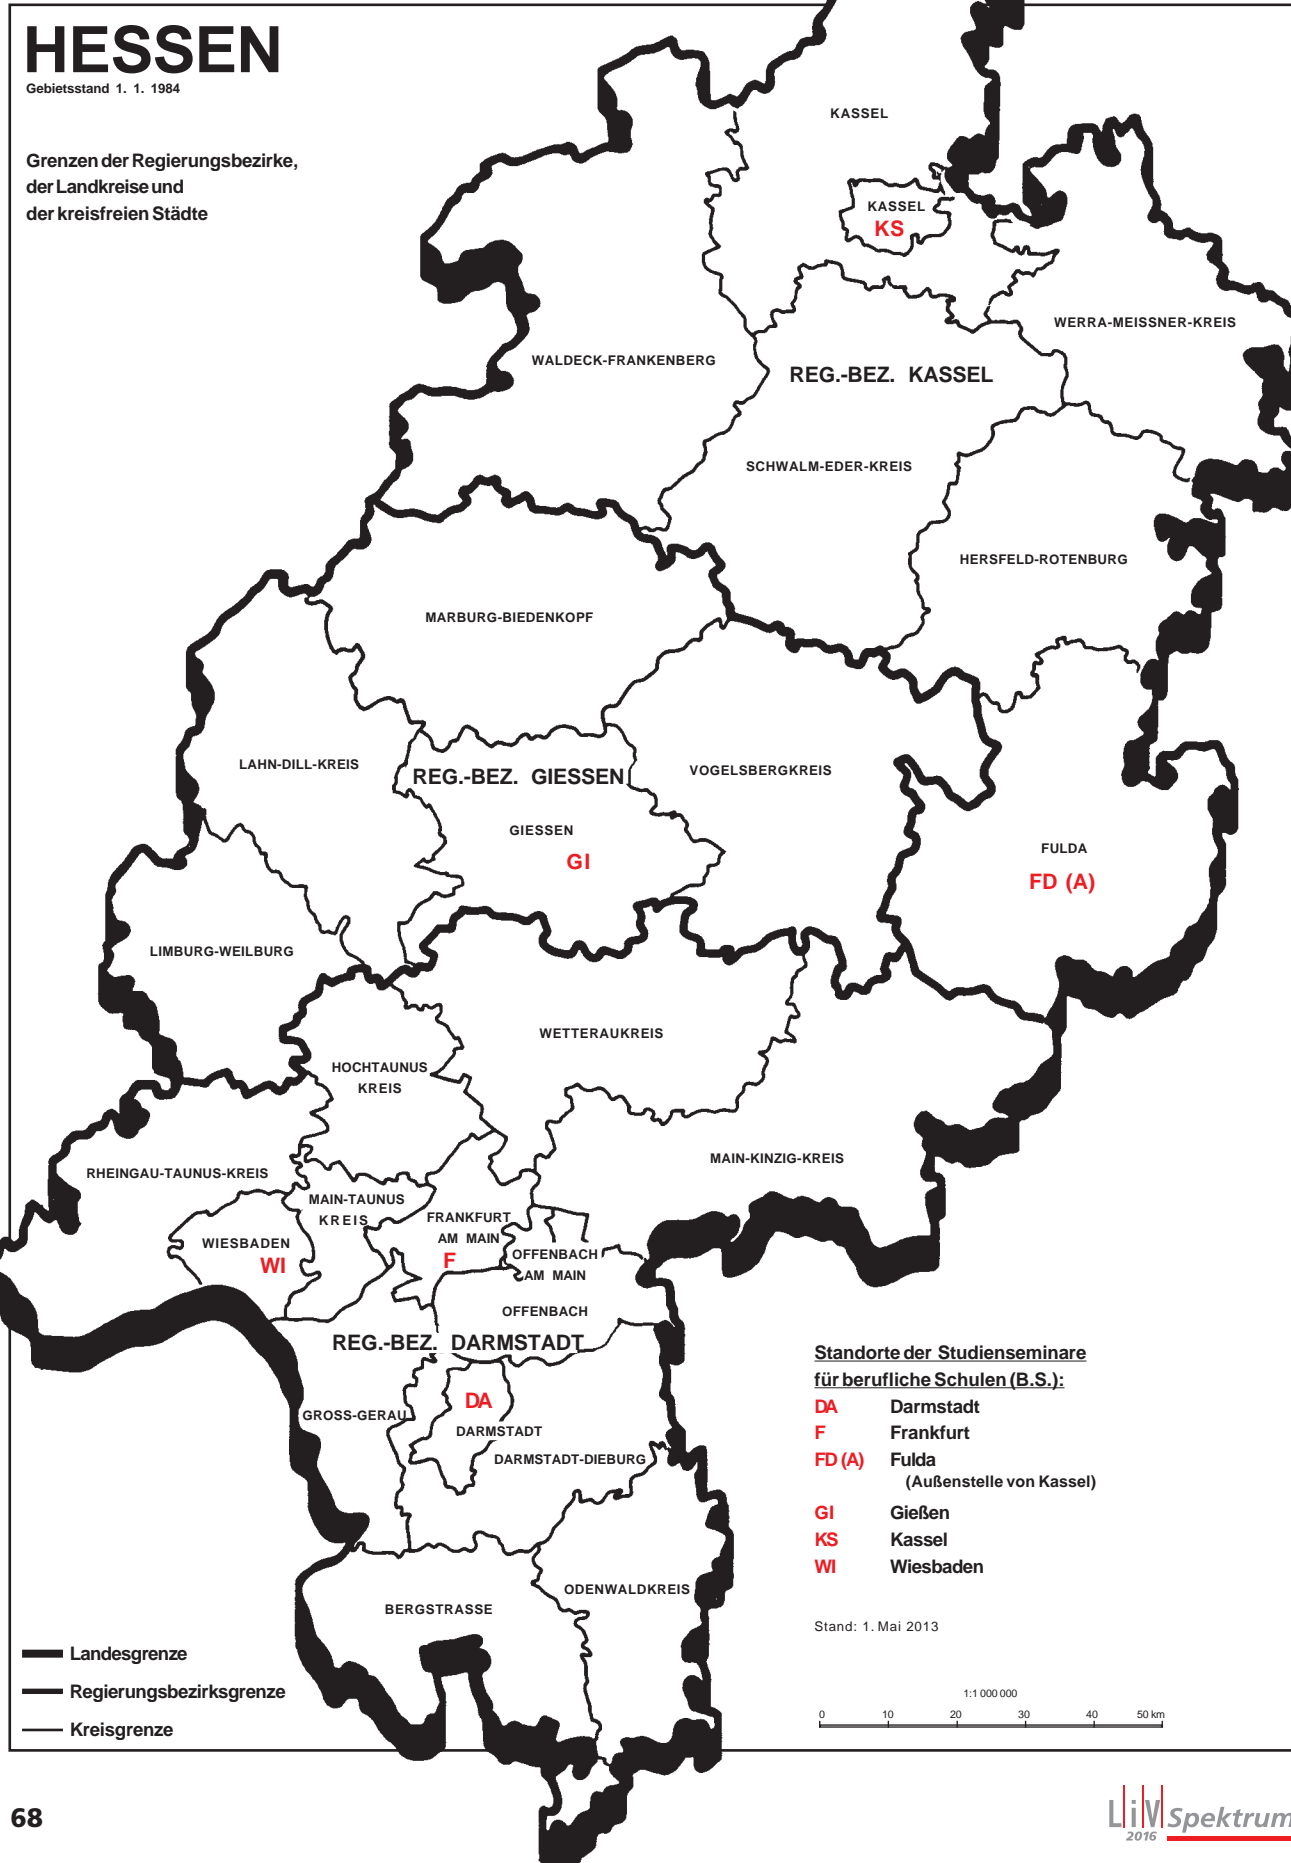 HESSEN
Gebietsstand 1. 1. 1984
Grenzen der Regierungsbezirke,
der Landkreise und
der kreisfreien Städte
KASSEL
KASSEL
KS
WERRA-MEISSNER-KREIS
WALDECK-FRANKENBERG
REG.-BEZ. KASSEL
SCHWALM-EDER-KREIS
HERSFELD-ROTENBURG
MARBURG-BIEDENKOPF
LAHN-DILL-KREIS
REG.-BEZ. GIESSEN
VOGELSBERGKREIS
GIESSEN
GI
FULDA
FD (A)
LIMBURG-WEILBURG
WETTERAUKREIS
HOCHTAUNUS
KREIS
MAIN-KINZIG-KREIS
RHEINGAU-TAUNUS-KREIS
MAIN-TAUNUS
KREIS
FRANKFURT
AM MAIN
F
WIESBADEN
WI
OFFENBACH
AM MAIN
OFFENBACH
REG.-BEZ. DARMSTADT
DA
GROSS-GERAU
DARMSTADT
DARMSTADT-DIEBURG
ODENWALDKREIS
BERGSTRASSE
Standorte der Studienseminare
für berufliche Schulen (B.S.):
DA Darmstadt
F Frankfurt
FD (A) Fulda
(Außenstelle von Kassel)
GI Gießen
KS Kassel
WI Wiesbaden
Stand: 1. Mai 2013
Landesgrenze
Regierungsbezirksgrenze
Kreisgrenze
1:1 000 000
0 10 20 30 40 50 km
68
LiV Spektrum
2016